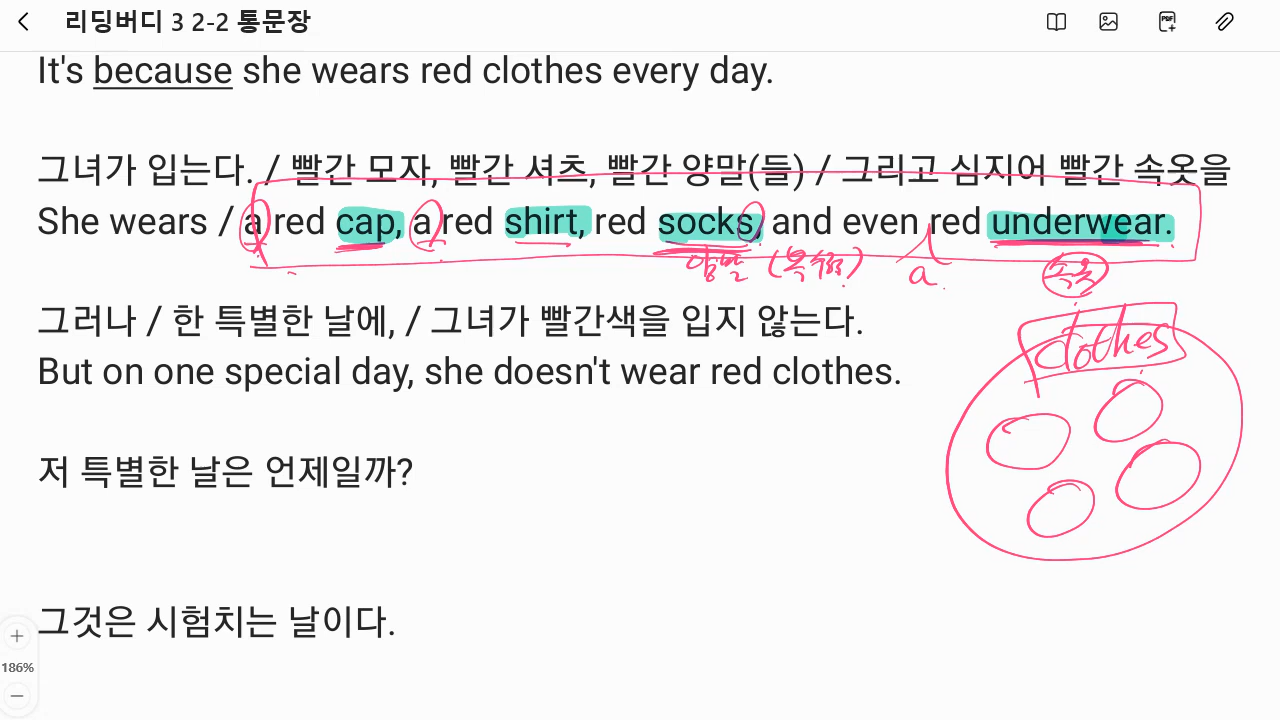 리딩버디 3 2-2 통문장
PDF
It's because she wears red clothes every day.
그녀가 입는다. / 빨간 모자, 빨간 셔츠, 빨간 양말(들) / 그리고 심지어 빨간 속옷을
She wears / a red cap, a red shirt, red socks, and even red underwear.
양말 (복수형) a 속옷
그러나 / 한 특별한 날에, / 그녀가 빨간색을 입지 않는다.
clothes
But on one special day, she doesn't wear red clothes.
저 특별한 날은 언제일까?
그것은 시험치는 날이다.
186%